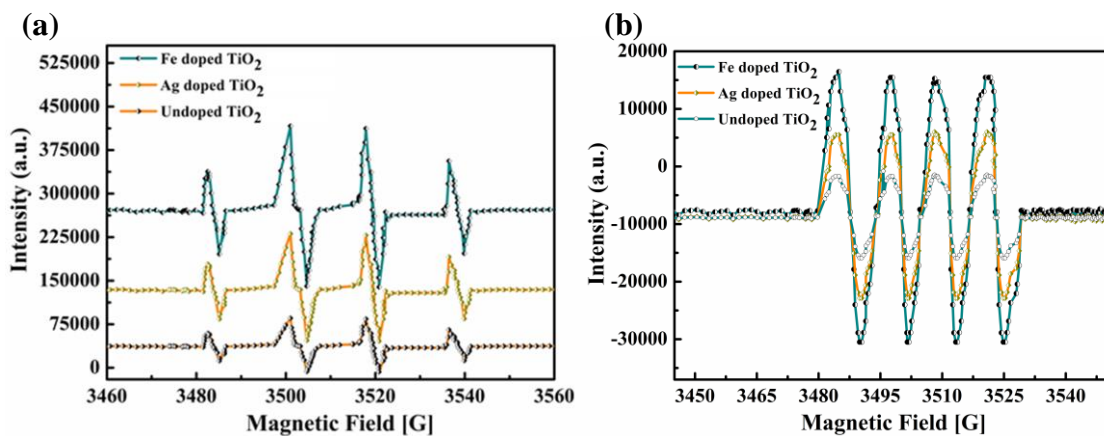 (a)
Fe doped TiO₂
Ag doped TiO₂
Undoped TiO₂
525000
450000
375000
300000
225000
150000
75000
0
Intensity (a.u.)
3460 3480 3500 3520 3540 3560
Magnetic Field [G]
(b)
Fe doped TiO₂
Ag doped TiO₂
Undoped TiO₂
20000
10000
0
-10000
-20000
-30000
Intensity (a.u.)
3450 3465 3480 3495 3510 3525 3540
Magnetic Field [G]